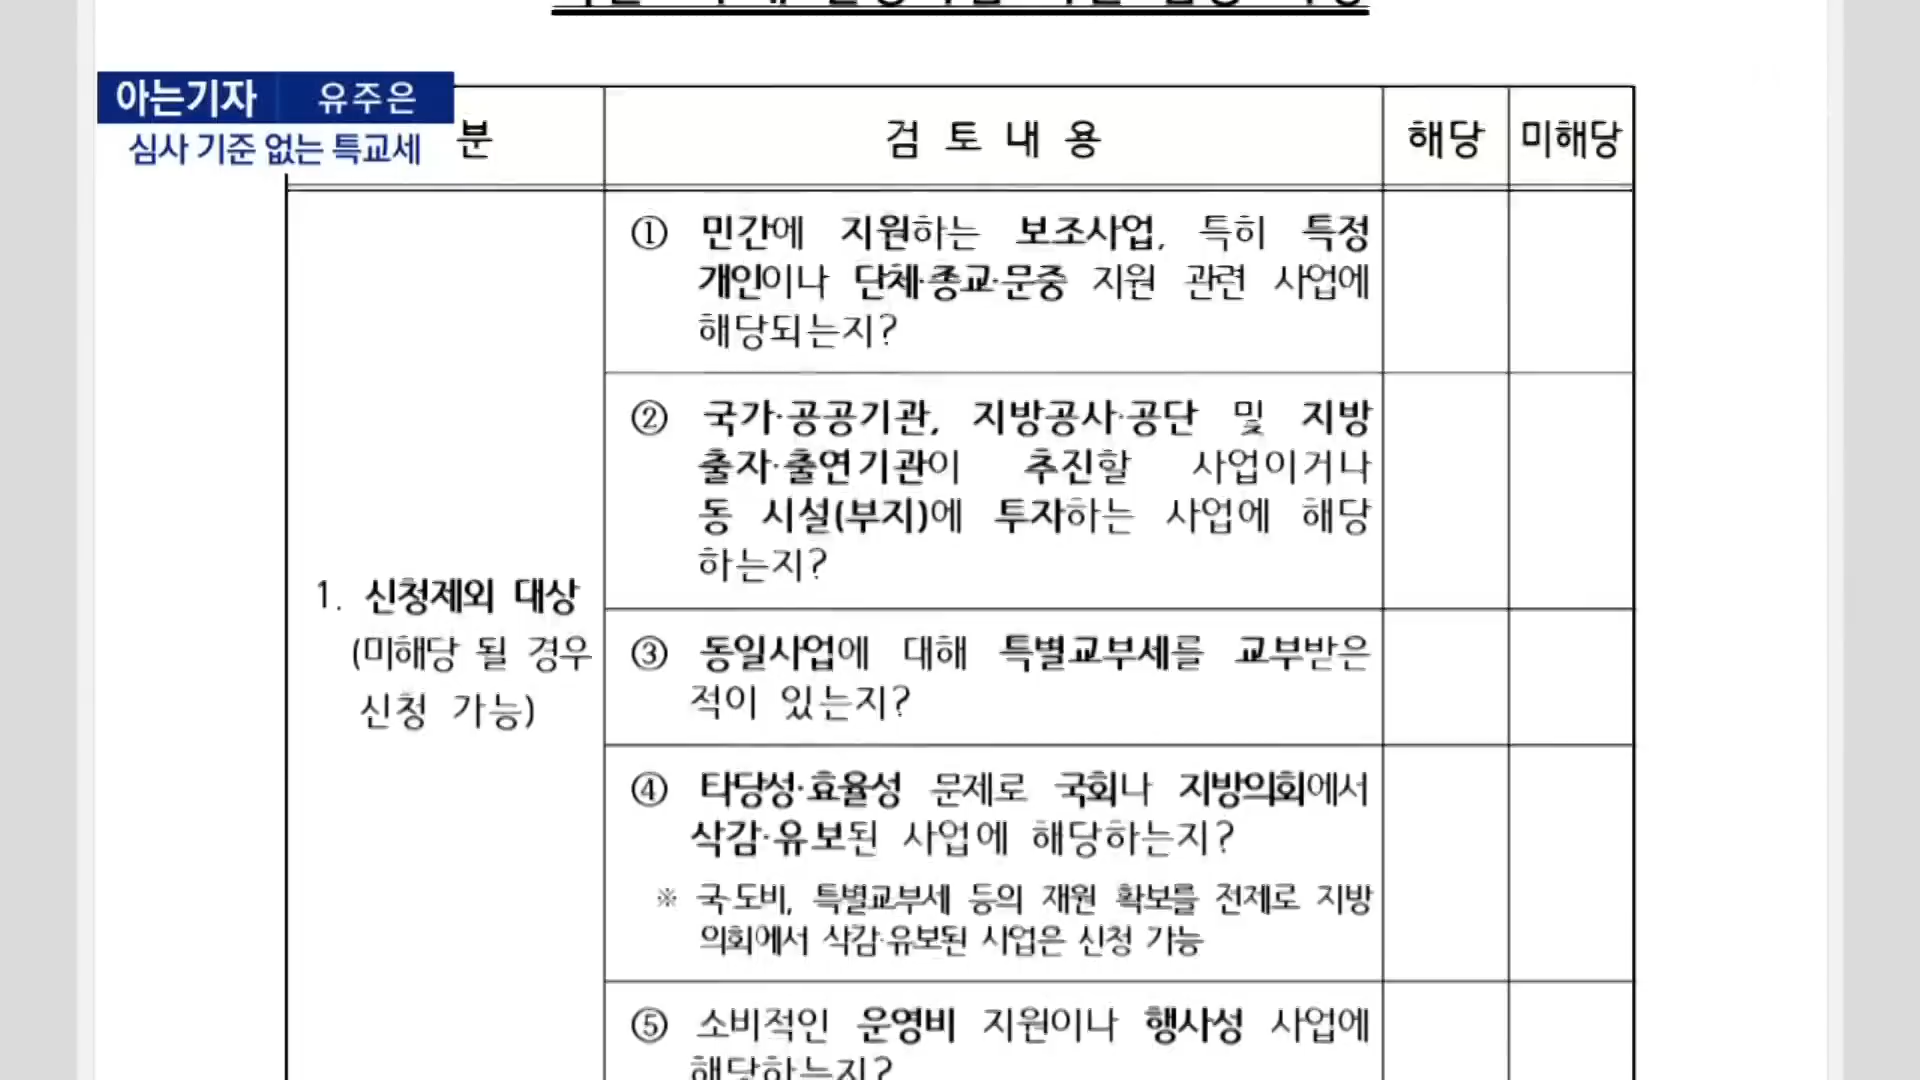 아는기자 유주은
심사 기준 없는 특교세
분 검 토 내 용 해당 미해당
1. 신청제외 대상
(미해당 될 경우
신청 가능)
① 민간에 지원하는 보조사업, 특히 특정
개인이나 단체·종교·문중 지원 관련 사업에
해당되는지?
② 국가·공공기관, 지방공사·공단 및 지방
출자·출연기관이 추진할 사업이거나
동 시설(부지)에 투자하는 사업에 해당
하는지?
③ 동일사업에 대해 특별교부세를 교부받은
적이 있는지?
④ 타당성·효율성 문제로 국회나 지방의회에서
삭감·유보된 사업에 해당하는지?
※ 국·도비, 특별교부세 등의 재원 확보를 전제로 지방
의회에서 삭감·유보된 사업은 신청 가능
⑤ 소비적인 운영비 지원이나 행사성 사업에
해당하는지?